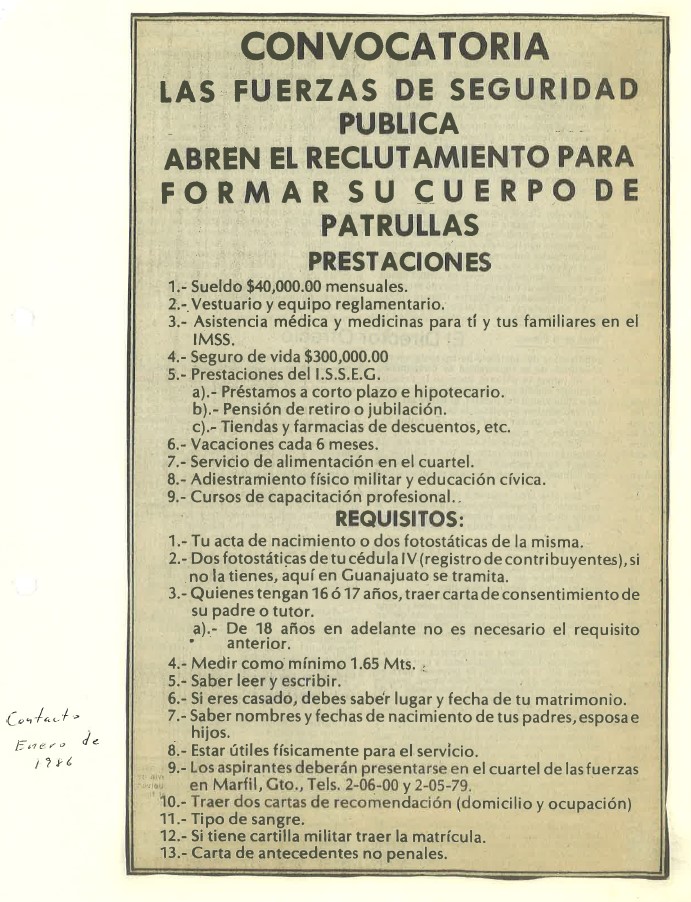 CONVOCATORIA
LAS FUERZAS DE SEGURIDAD
PUBLICA
ABREN EL RECLUTAMIENTO PARA
FORMAR SU CUERPO DE
PATRULLAS
PRESTACIONES
1.- Sueldo $40,000.00 mensuales.
2.- Vestuario y equipo reglamentario.
3.- Asistencia médica y medicinas para tí y tus familiares en el
IMSS.
4.- Seguro de vida $300,000.00
5.- Prestaciones del I.S.S.E.G.
a).- Préstamos a corto plazo e hipotecario.
b).- Pensión de retiro o jubilación.
c).- Tiendas y farmacias de descuentos, etc.
6.- Vacaciones cada 6 meses.
7.- Servicio de alimentación en el cuartel.
8.- Adiestramiento físico militar y educación cívica.
9.- Cursos de capacitación profesional..
REQUISITOS:
1.- Tu acta de nacimiento o dos fotostáticas de la misma.
2.- Dos fotostáticas de tu cédula IV (registro de contribuyentes), si
no la tienes, aquí en Guanajuato se tramita.
3.- Quienes tengan 16 ó 17 años, traer carta de consentimiento de
su padre o tutor.
a).- De 18 años en adelante no es necesario el requisito
anterior.
4.- Medir como mínimo 1.65 Mts.
5.- Saber leer y escribir.
6.- Si eres casado, debes saber lugar y fecha de tu matrimonio.
7.- Saber nombres y fechas de nacimiento de tus padres, esposa e
hijos.
8.- Estar útiles físicamente para el servicio.
9.- Los aspirantes deberán presentarse en el cuartel de las fuerzas
en Marfil, Gto., Tels. 2-06-00 y 2-05-79.
10.- Traer dos cartas de recomendación (domicilio y ocupación)
11.- Tipo de sangre.
12.- Si tiene cartilla militar traer la matrícula.
13.- Carta de antecedentes no penales.
Contacto
Enero de
1986